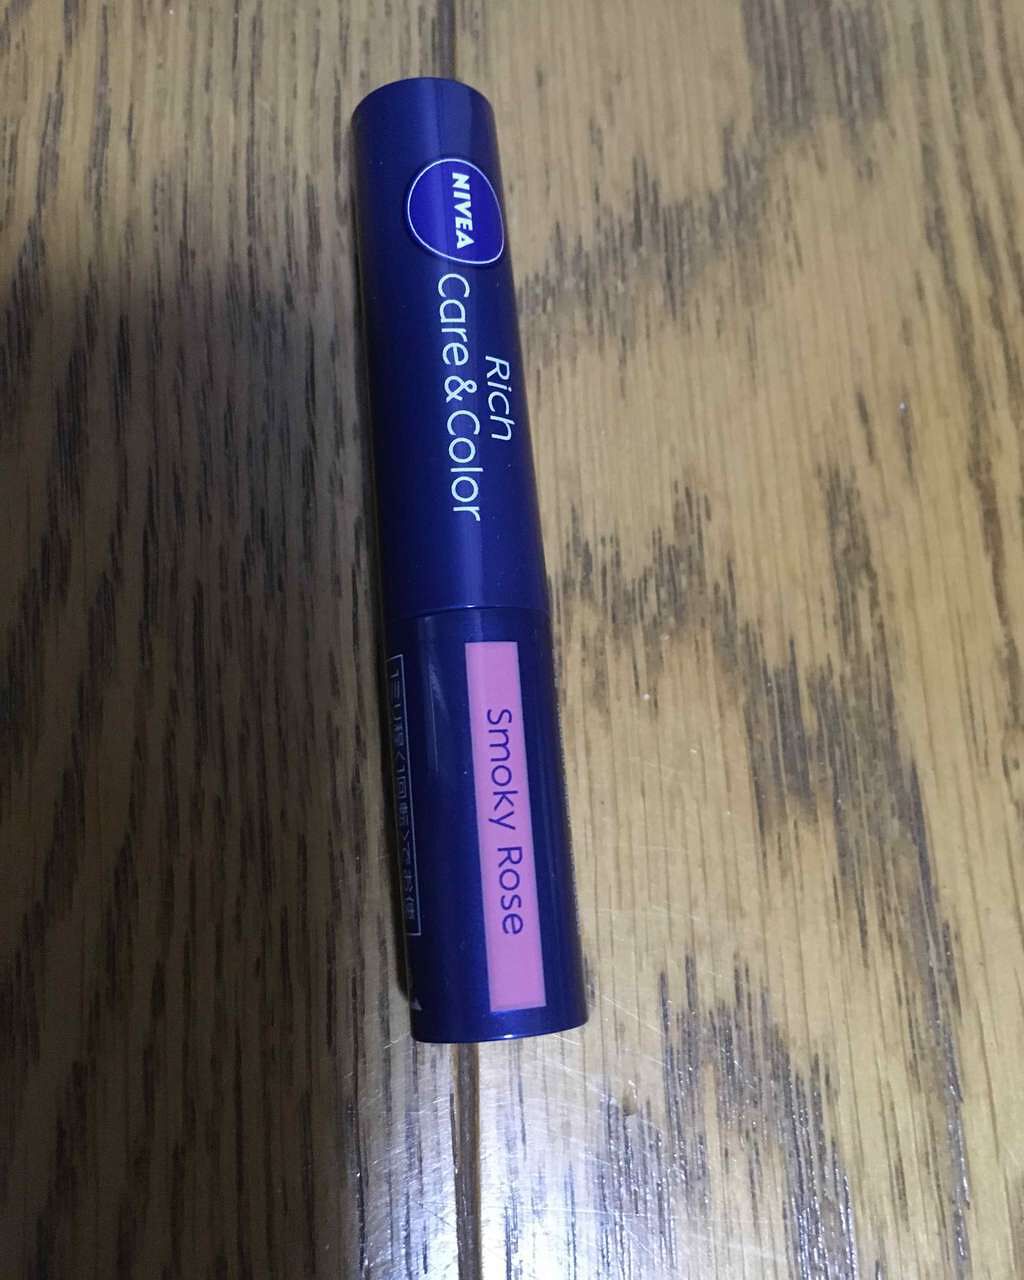 NIVEA
Rich
Care & Color
Smoky Rose